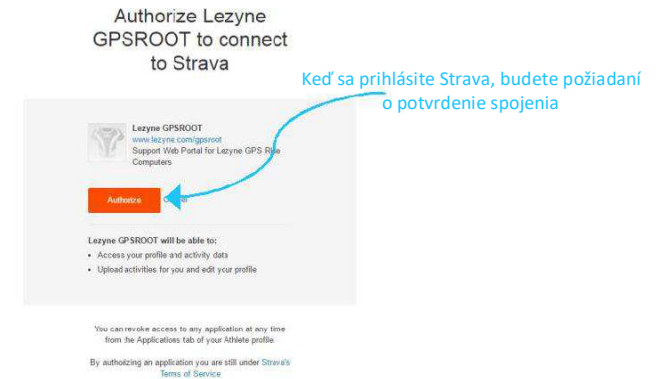 Authorize Lezyne
GPSROOT to connect
to Strava
Keď sa prihlásite Strava, budete požiadaní
o potvrdenie spojenia
Lezyne GPSROOT
www.lezyne.com/gpsroot
Support Web Portal for Lezyne GPS Ride
Computers
Authorize
Lezyne GPSROOT will be able to:
• Access your profile and activity data
• Upload activities for you and edit your profile
You can revoke access to any application at any time
from the Applications tab of your Athlete profile.
By authorizing an application you are still under Strava's
Terms of Service